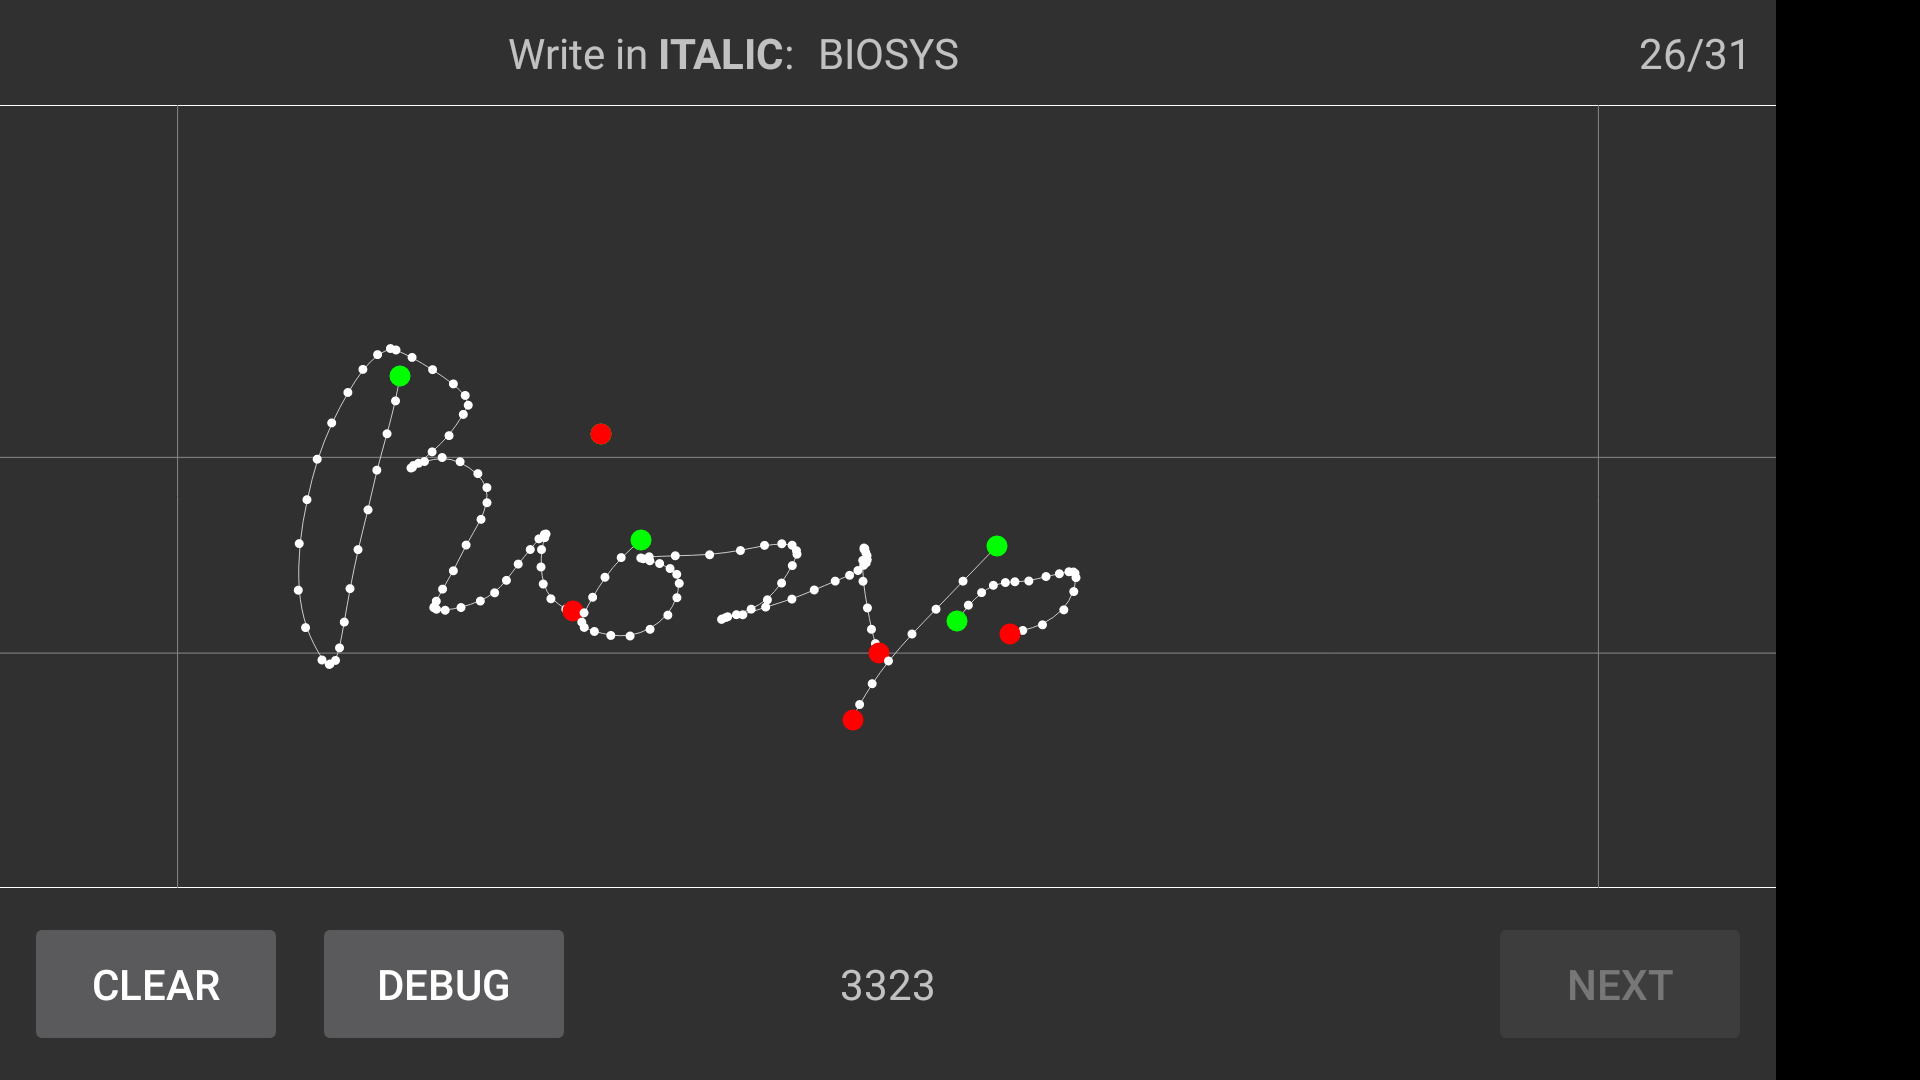 Write in ITALIC: BIOSYS
26/31
Biosys
CLEAR
DEBUG
3323
NEXT